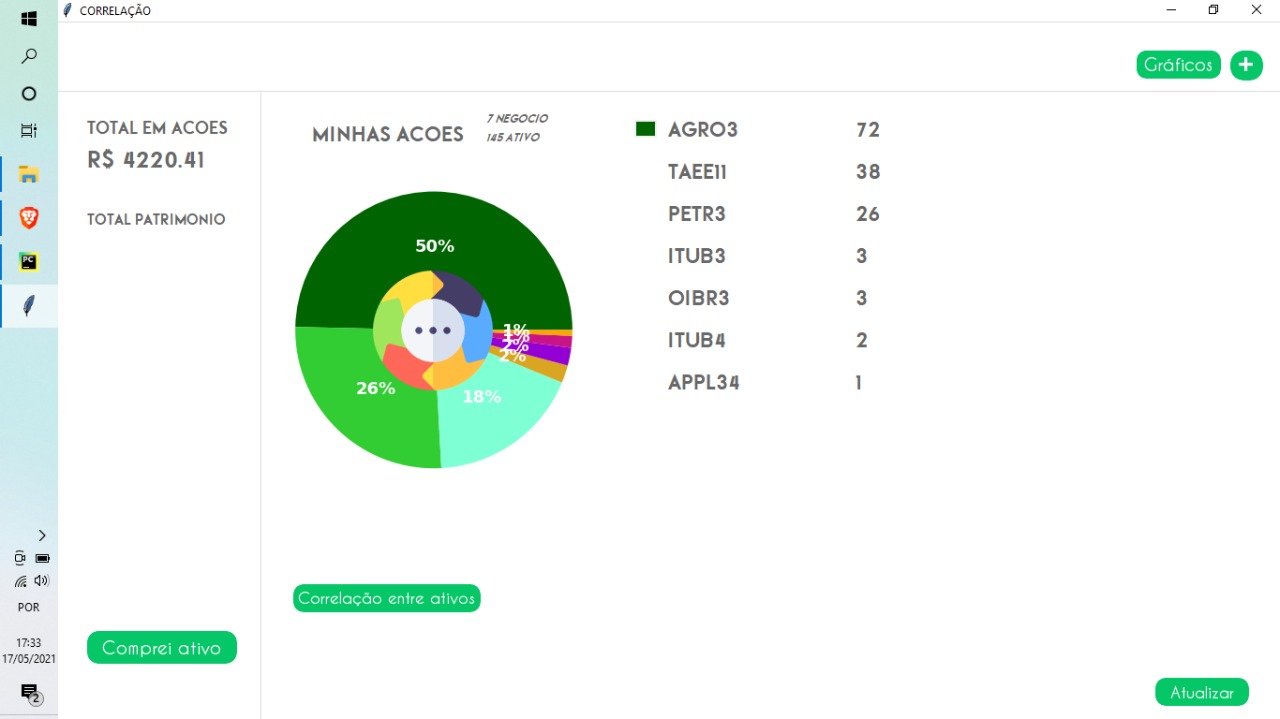 CORRELAÇÃO
Gráficos +
TOTAL EM ACOES
R$ 4220.41
TOTAL PATRIMONIO
MINHAS ACOES
7 NEGOCIO
145 ATIVO
50%
26%
18%
1%
1%
2%
2%
AGRO3 72
TAEE11 38
PETR3 26
ITUB3 3
OIBR3 3
ITUB4 2
APPL34 1
Correlação entre ativos
Comprei ativo
Atualizar
PC
POR
17:33
17/05/2021
2